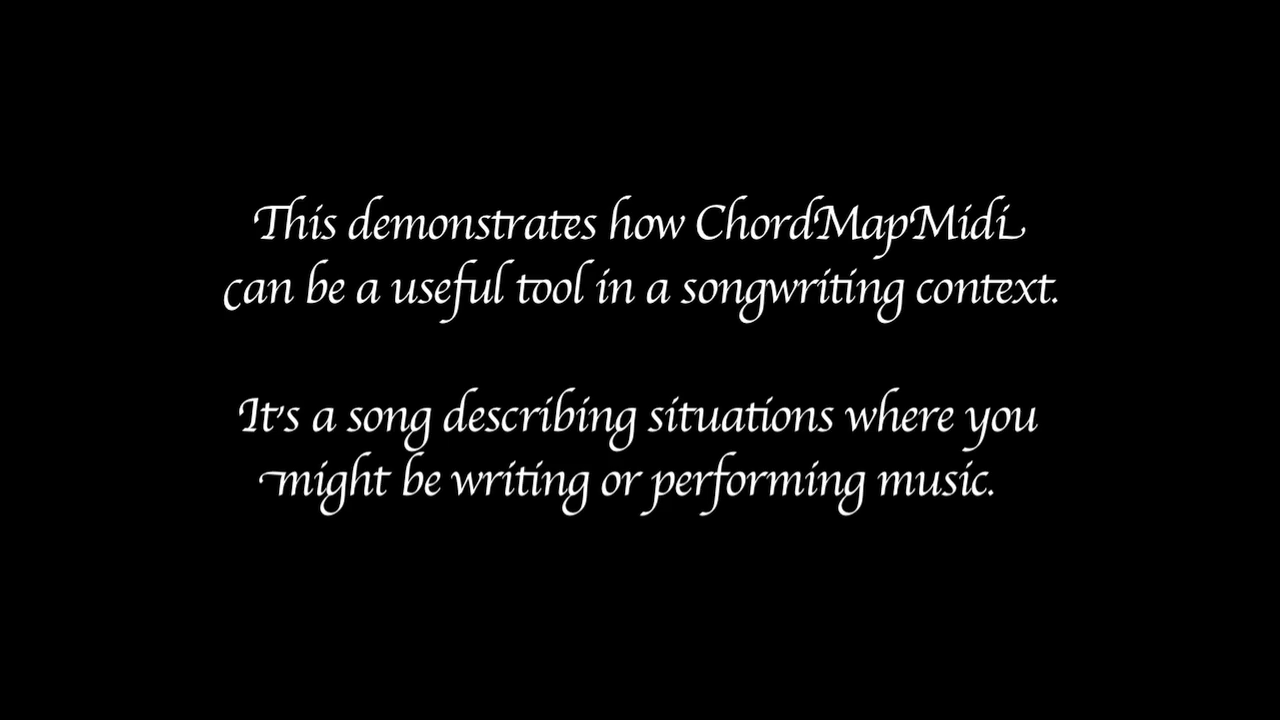 This demonstrates how ChordMapMidi
can be a useful tool in a songwriting context.
It's a song describing situations where you
might be writing or performing music.